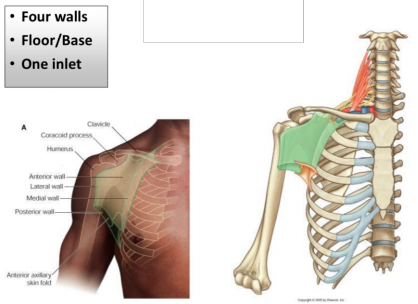 • Four walls
• Floor/Base
• One inlet
A
Clavicle
Coracoid process
Humerus
Anterior wall
Lateral wall
Medial wall
Posterior wall
Anterior axillary
skin fold